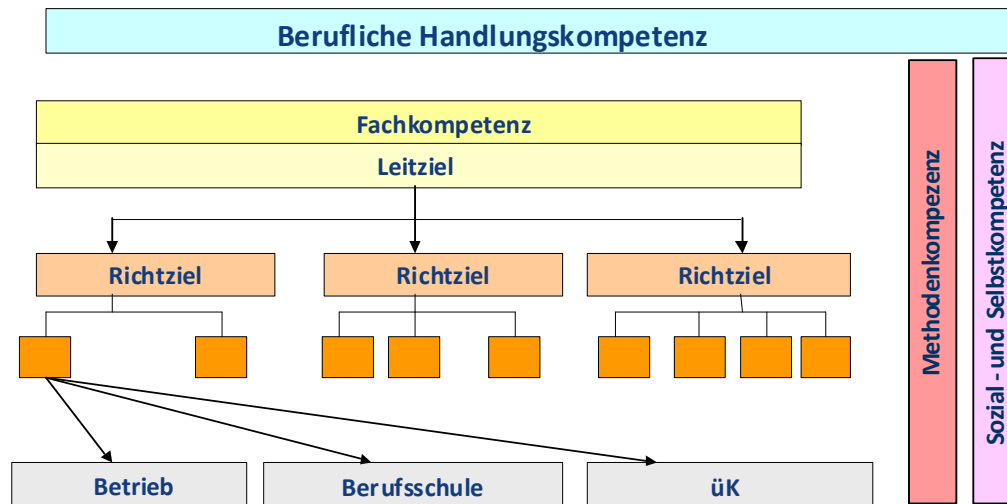 Berufliche Handlungskompetenz
Fachkompetenz
Leitziel
Richtziel
Richtziel
Richtziel
Betrieb
Berufsschule
üK
Methodenkompezenz
Sozial - und Selbstkompetenz